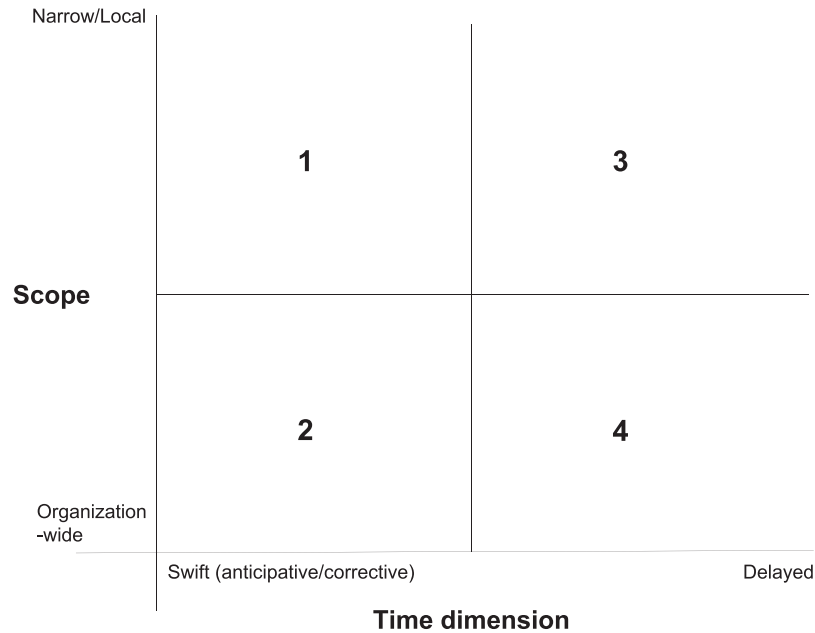 Narrow/Local
1
3
Scope
2
4
Organization
-wide
Swift (anticipative/corrective)
Delayed
Time dimension